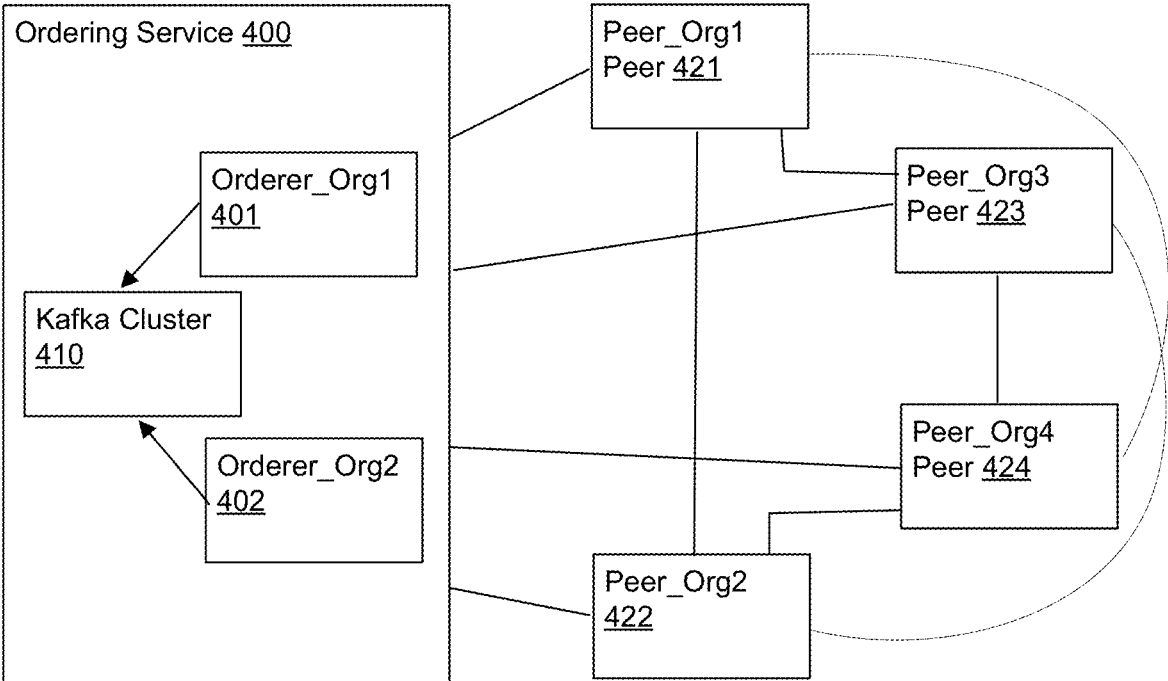 Ordering Service 400
Orderer_Org1
401
Kafka Cluster
410
Orderer_Org2
402
Peer_Org1
Peer 421
Peer_Org3
Peer 423
Peer_Org4
Peer 424
Peer_Org2
422